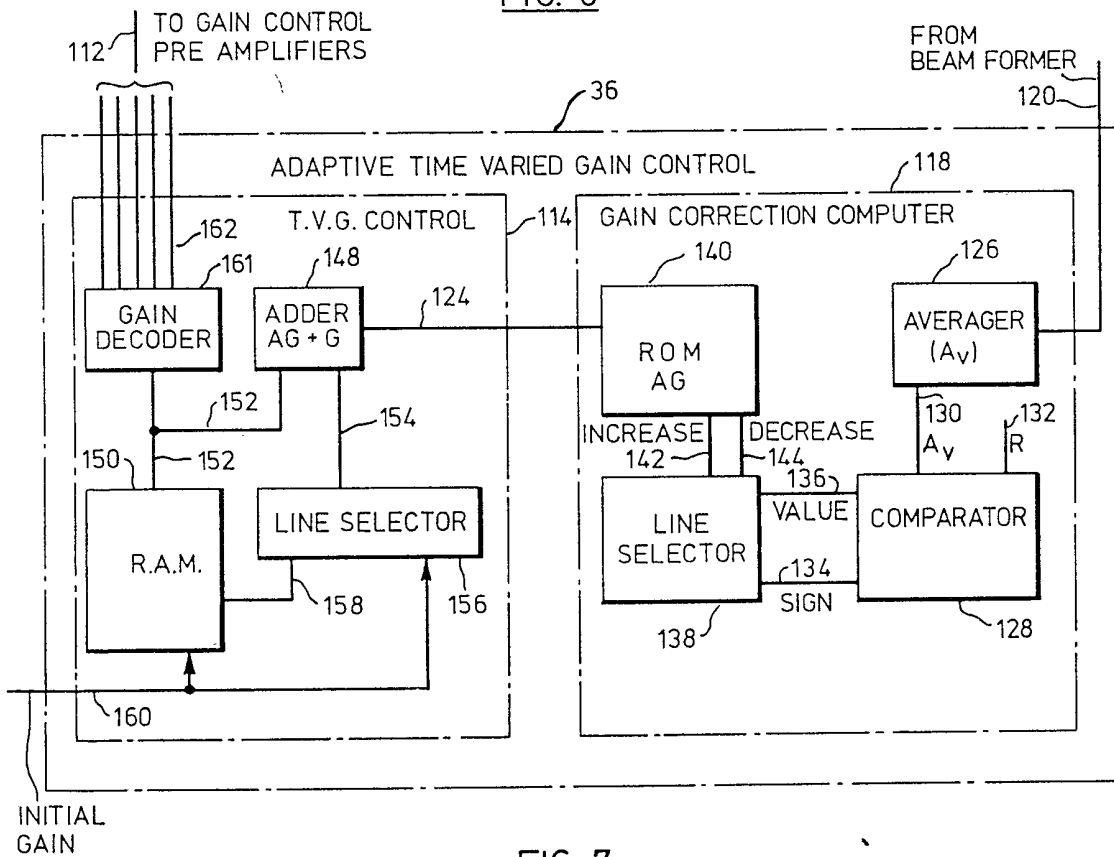 FIG. 6
TO GAIN CONTROL
PRE AMPLIFIERS
112
FROM
BEAM FORMER
120
36
ADAPTIVE TIME VARIED GAIN CONTROL
118
T.V.G. CONTROL
114
GAIN CORRECTION COMPUTER
162
161
148
140
126
GAIN
DECODER
ADDER
AG + G
124
ROM
AG
AVERAGER
(AV)
152
154
INCREASE
142
DECREASE
144
130
AV
132
R
150
152
136
VALUE
R.A.M.
LINE SELECTOR
LINE
SELECTOR
COMPARATOR
134
SIGN
158
156
138
128
160
INITIAL
GAIN
FIG. 7